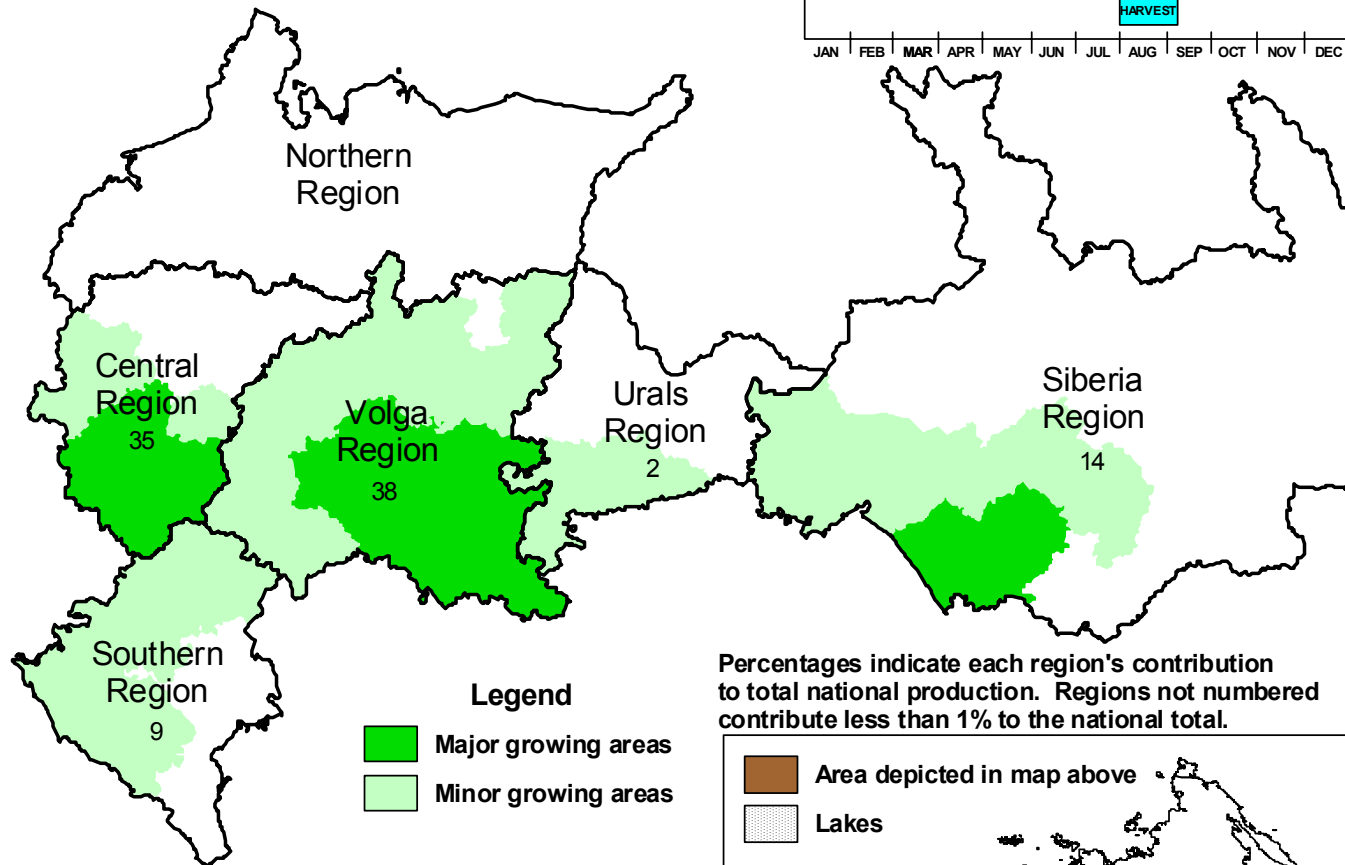 HARVEST
JAN FEB MAR APR MAY JUN JUL AUG SEP OCT NOV DEC
Northern
Region
Central
Region
35
Volga
Region
38
Urals
Region
2
Siberia
Region
14
Southern
Region
9
Legend
Major growing areas
Minor growing areas
Percentages indicate each region's contribution
to total national production. Regions not numbered
contribute less than 1% to the national total.
Area depicted in map above
Lakes